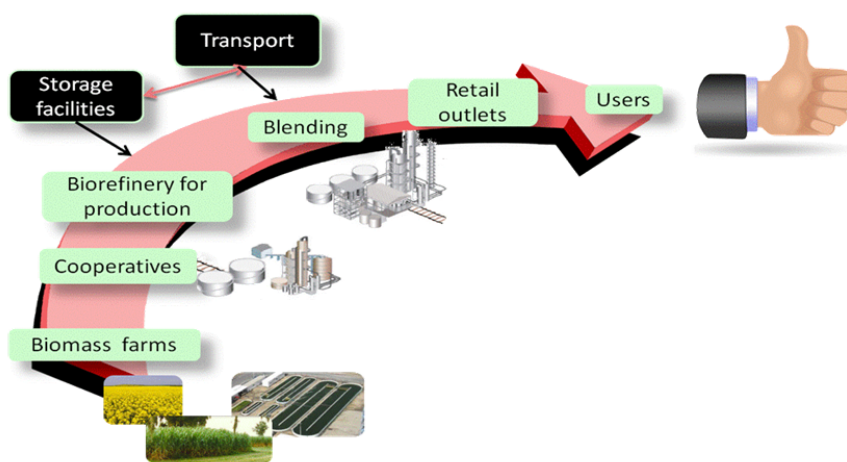 Transport
Storage
facilities
Retail
outlets
Users
Blending
Biorefinery for
production
Cooperatives
Biomass farms